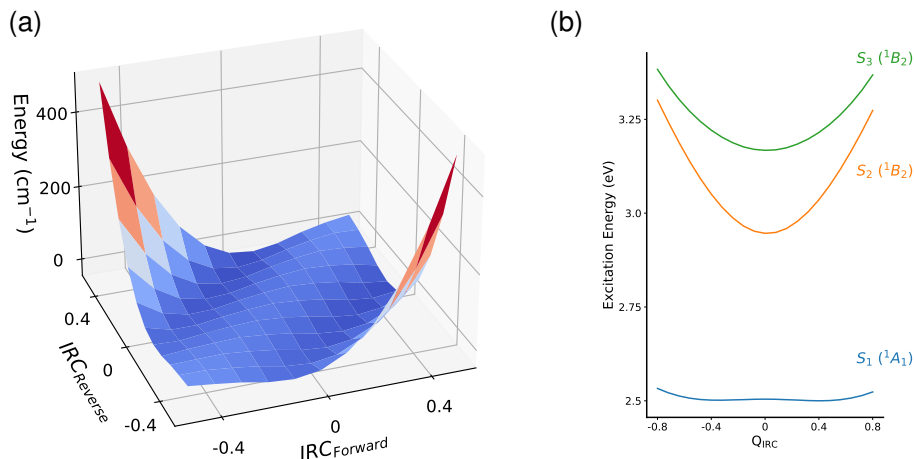 (a)
Energy (cm⁻¹)
400
200
0
0.4
0
-0.4
IRC_Reverse
-0.4
0
0.4
IRC_Forward
(b)
Excitation Energy (eV)
3.25
3.0
2.75
2.5
-0.8
-0.4
0.0
0.4
0.8
Q_IRC
S₃ (¹B₂)
S₂ (¹B₂)
S₁ (¹A₁)